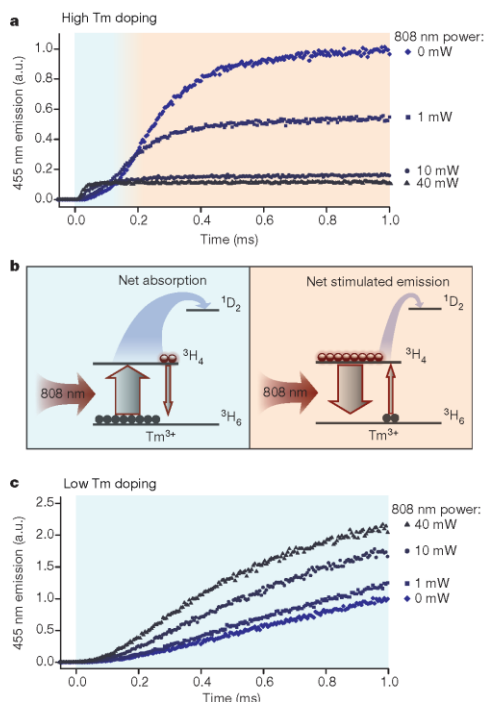 a
High Tm doping
808 nm power:
455 nm emission (a.u.)
1.0
0.8
0.6
0.4
0.2
0.0
0 mW
1 mW
10 mW
40 mW
0.0
0.2
0.4
0.6
0.8
1.0
Time (ms)
b
Net absorption
¹D₂
³H₄
808 nm
³H₆
Tm³⁺
Net stimulated emission
¹D₂
³H₄
808 nm
³H₆
Tm³⁺
c
Low Tm doping
808 nm power:
455 nm emission (a.u.)
2.5
2.0
1.5
1.0
0.5
0.0
40 mW
10 mW
1 mW
0 mW
0.0
0.2
0.4
0.6
0.8
1.0
Time (ms)